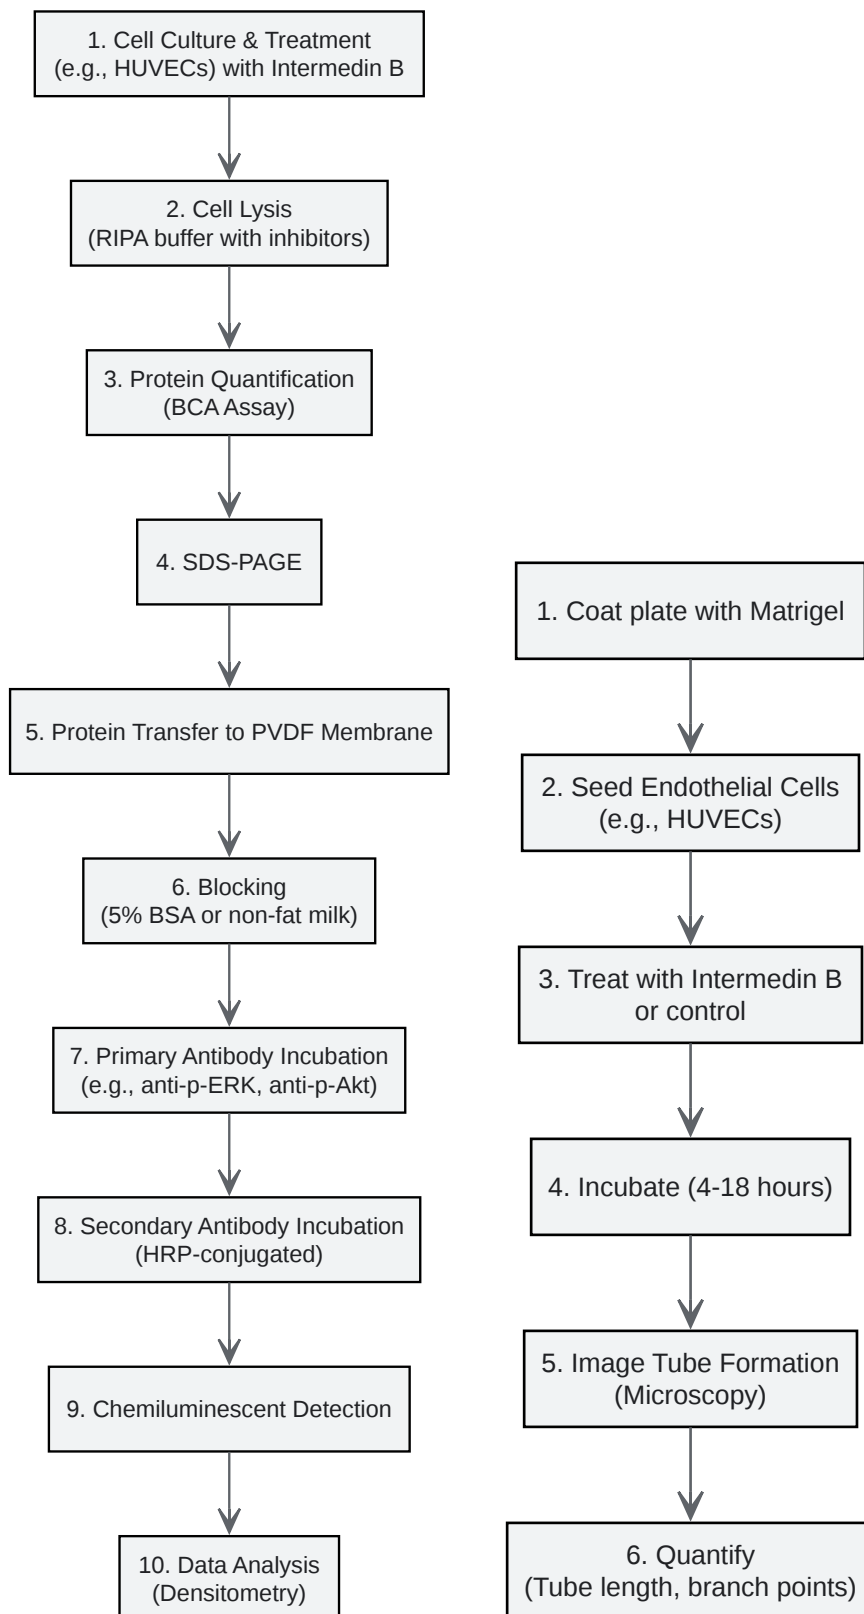 1. Cell Culture & Treatment
(e.g., HUVECs) with Intermedin B
2. Cell Lysis
(RIPA buffer with inhibitors)
3. Protein Quantification
(BCA Assay)
4. SDS-PAGE
5. Protein Transfer to PVDF Membrane
6. Blocking
(5% BSA or non-fat milk)
7. Primary Antibody Incubation
(e.g., anti-p-ERK, anti-p-Akt)
8. Secondary Antibody Incubation
(HRP-conjugated)
9. Chemiluminescent Detection
10. Data Analysis
(Densitometry)
1. Coat plate with Matrigel
2. Seed Endothelial Cells
(e.g., HUVECs)
3. Treat with Intermedin B
or control
4. Incubate (4-18 hours)
5. Image Tube Formation
(Microscopy)
6. Quantify
(Tube length, branch points)